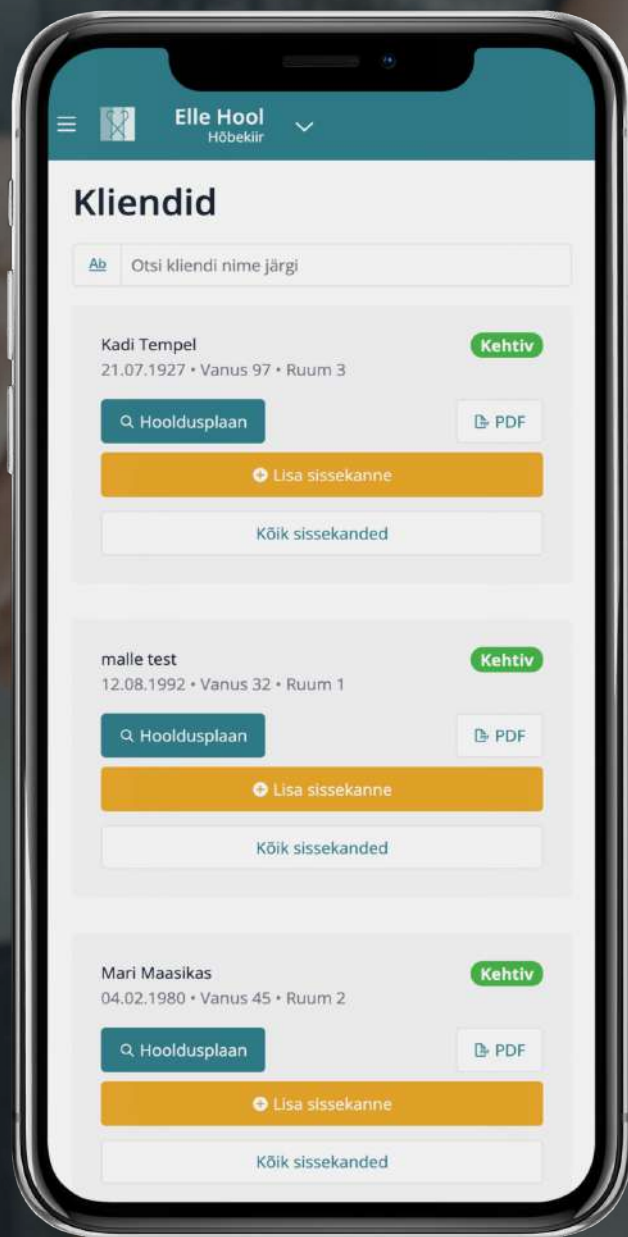 Elle Hool
Hõbekiir
Kliendid
Ab Otsi kliendi nime järgi
Kadi Tempel Kehtiv
21.07.1927 • Vanus 97 • Ruum 3
Hooldusplaan PDF
Lisa sissekanne
Kõik sissekanded
malle test Kehtiv
12.08.1992 • Vanus 32 • Ruum 1
Hooldusplaan PDF
Lisa sissekanne
Kõik sissekanded
Mari Maasikas Kehtiv
04.02.1980 • Vanus 45 • Ruum 2
Hooldusplaan PDF
Lisa sissekanne
Kõik sissekanded